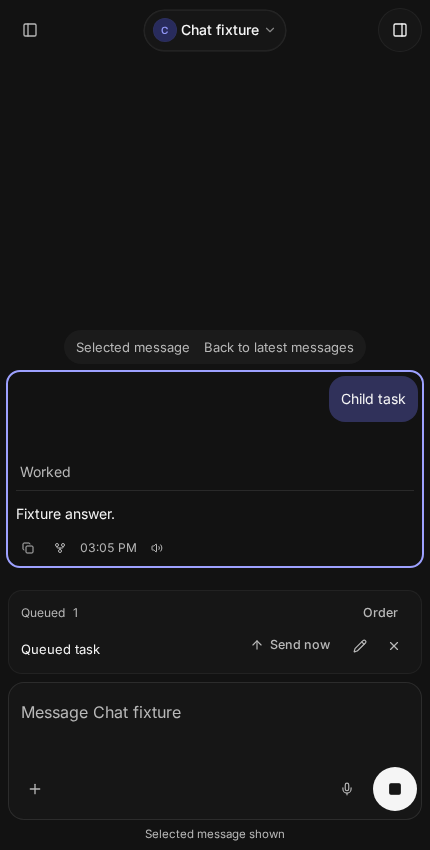 C Chat fixture
Selected message Back to latest messages
Child task
Worked
Fixture answer.
03:05 PM
Queued 1 Order
Queued task Send now
Message Chat fixture
Selected message shown